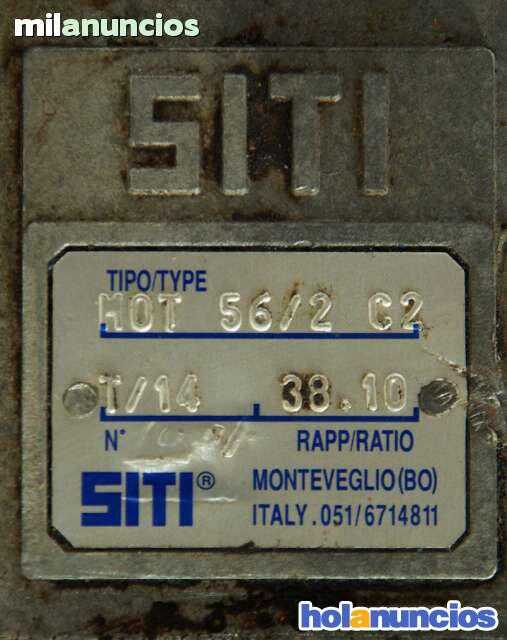 milanuncios
SITI
TIPO/TYPE
MOT 56/2 C2
T/14 38.10
N° RAPP/RATIO
SITI® MONTEVEGLIO(BO)
ITALY.051/6714811
holanuncios